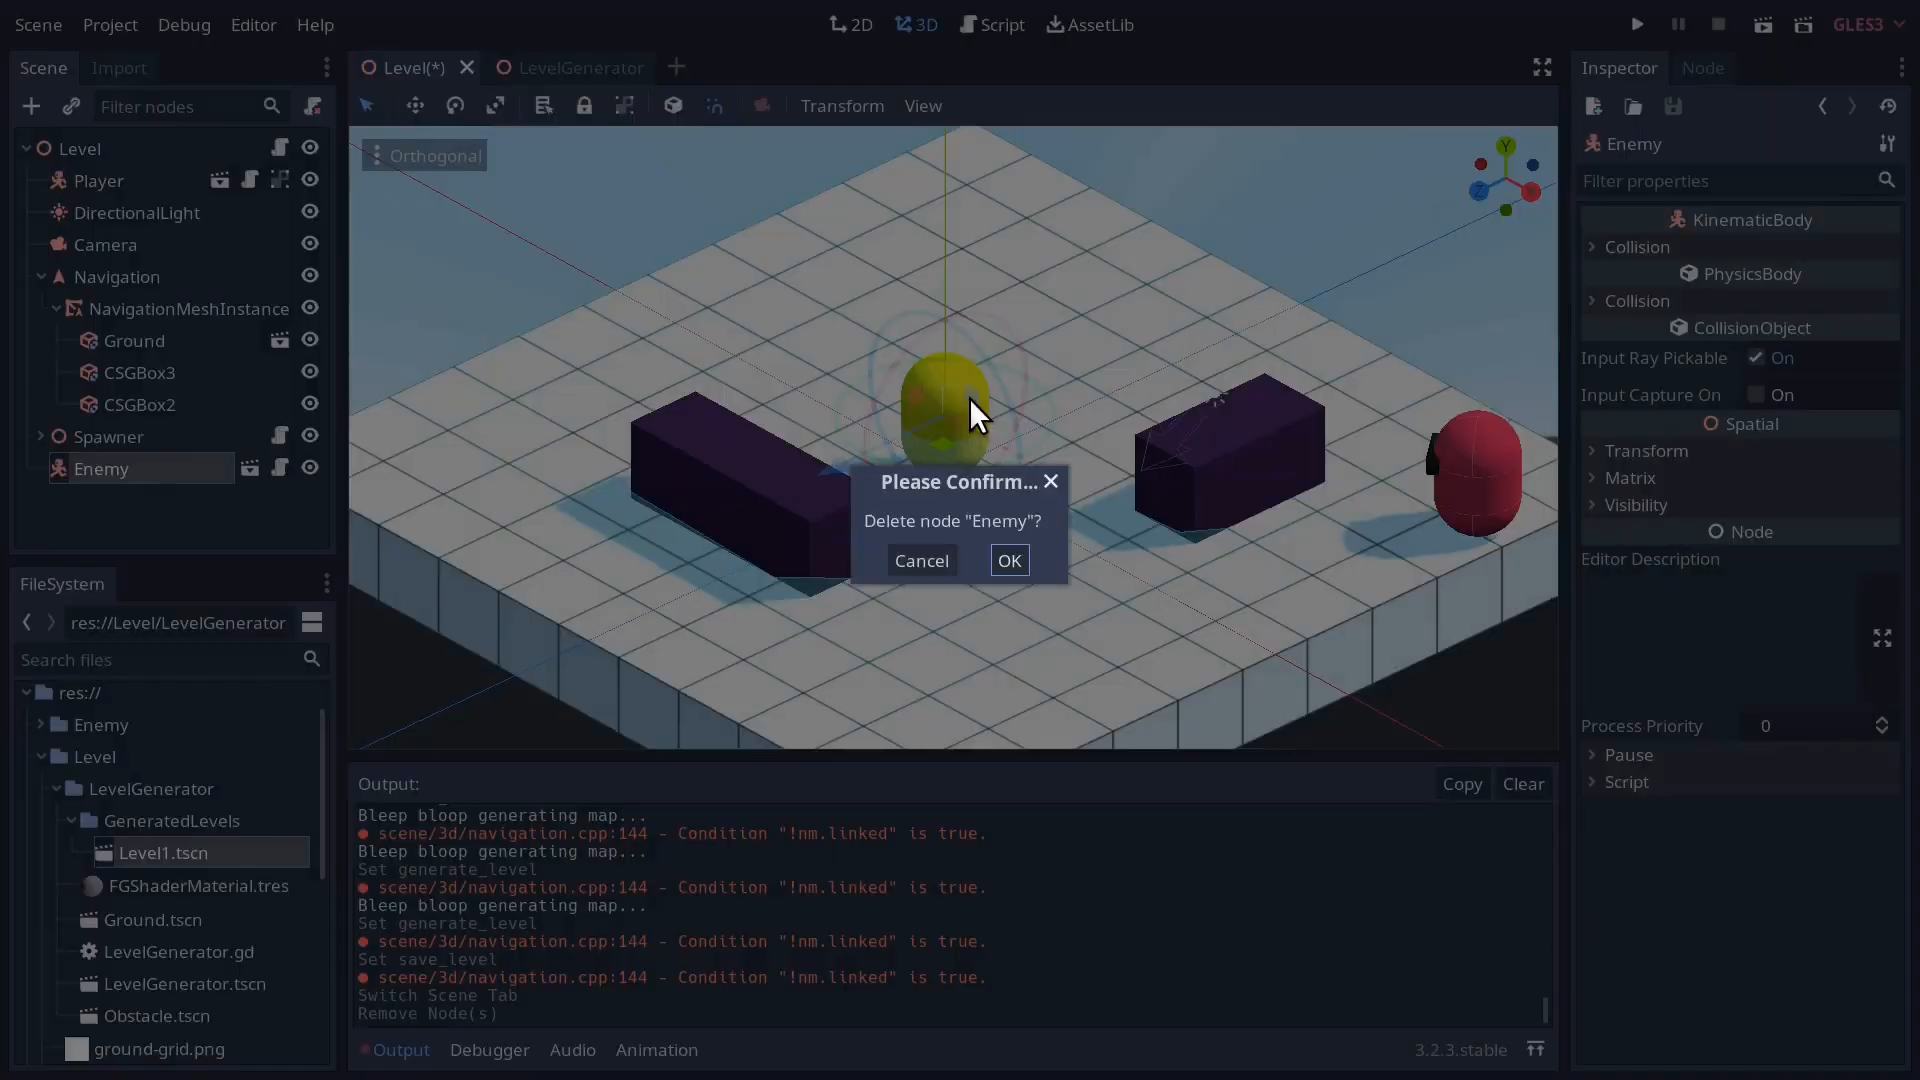 Scene Project Debug Editor Help
2D 3D Script AssetLib
GLES3
Scene Import
Filter nodes
Level
Player
DirectionalLight
Camera
Navigation
NavigationMeshInstance
Ground
CSGBox3
CSGBox2
Spawner
Enemy
FileSystem
res://Level/LevelGenerator
Search files
res://
Enemy
Level
LevelGenerator
GeneratedLevels
Level1.tscn
FGShaderMaterial.tres
Ground.tscn
LevelGenerator.gd
LevelGenerator.tscn
Obstacle.tscn
ground-grid.png
Level(*) LevelGenerator
Transform View
Orthogonal
Y
Z
Please Confirm...
Delete node "Enemy"?
Cancel OK
Output:
Copy Clear
Bleep bloop generating map...
scene/3d/navigation.cpp:144 - Condition "!nm.linked" is true.
Bleep bloop generating map...
Set generate_level
scene/3d/navigation.cpp:144 - Condition "!nm.linked" is true.
Bleep bloop generating map...
Set generate_level
scene/3d/navigation.cpp:144 - Condition "!nm.linked" is true.
Set save_level
scene/3d/navigation.cpp:144 - Condition "!nm.linked" is true.
Switch Scene Tab
Remove Node(s)
Output Debugger Audio Animation
3.2.3.stable
Inspector Node
Enemy
Filter properties
KinematicBody
Collision
PhysicsBody
Collision
CollisionObject
Input Ray Pickable On
Input Capture On On
Spatial
Transform
Matrix
Visibility
Node
Editor Description
Process Priority 0
Pause
Script